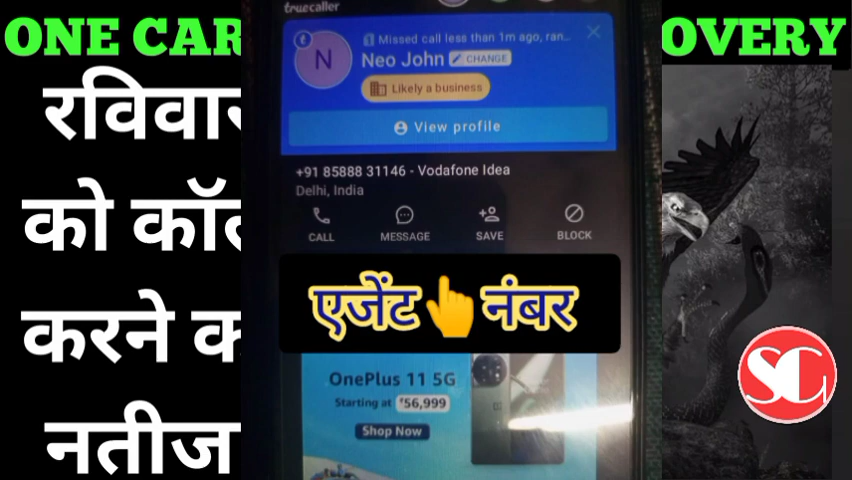 ONE CAR
OVERY
रविवार
को कॉल
करने क
नतीज
truecaller
Missed call less than 1m ago, ran...
N
Neo John
CHANGE
Likely a business
View profile
+91 85888 31146 - Vodafone Idea
Delhi, India
CALL
MESSAGE
SAVE
BLOCK
एजेंट👆नंबर
OnePlus 11 5G
Starting at ₹56,999
Shop Now
SG